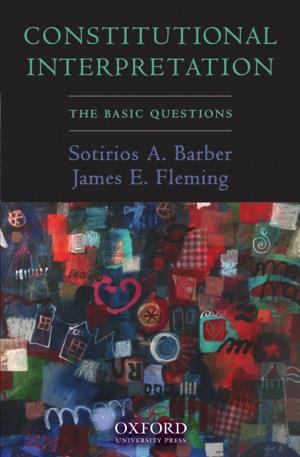 CONSTITUTIONAL
INTERPRETATION
THE BASIC QUESTIONS
Sotirios A. Barber
James E. Fleming
OXFORD
UNIVERSITY PRESS